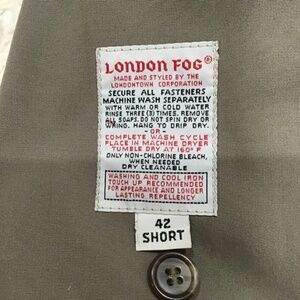 LONDON FOG®
MADE AND STYLED BY THE
LONDONTOWN CORPORATION
SECURE ALL FASTENERS
MACHINE WASH SEPARATELY
WITH WARM OR COLD WATER
RINSE THREE (3) TIMES. REMOVE
ALL SOAPS. DO NOT SPIN DRY OR
WRING. HANG TO DRIP DRY.
-OR-
COMPLETE WASH CYCLE
PLACE IN MACHINE DRYER
TUMBLE DRY AT 160° F
ONLY NON-CHLORINE BLEACH,
WHEN NEEDED
DRY CLEANABLE
WASHING AND COOL IRON
TOUCH UP RECOMMENDED
FOR APPEARANCE AND LONGER
LASTING REPELLENCY
42
SHORT